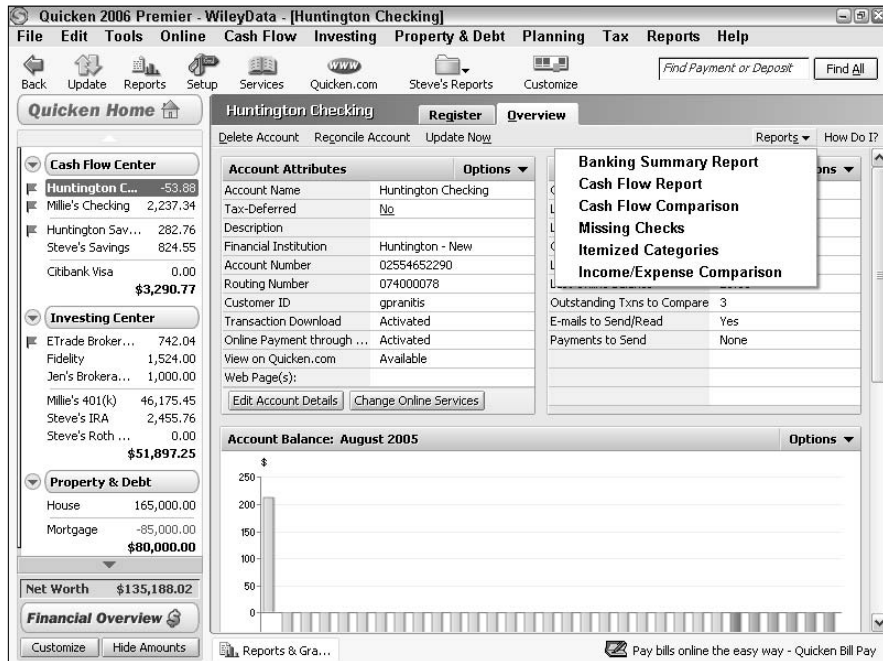 Quicken 2006 Premier - WileyData - [Huntington Checking]
File Edit Tools Online Cash Flow Investing Property & Debt Planning Tax Reports Help
Back Update Reports Setup Services Quicken.com Steve's Reports Customize Find Payment or Deposit Find All
Quicken Home
Huntington Checking Register Overview
Delete Account Reconcile Account Update Now Reports How Do I?
Cash Flow Center
Huntington C... -53.88
Millie's Checking 2,237.34
Huntington Sav... 282.76
Steve's Savings 824.55
Citibank Visa 0.00
$3,290.77
Investing Center
ETrade Broker... 742.04
Fidelity 1,524.00
Jen's Brokera... 1,000.00
Millie's 401(k) 46,175.45
Steve's IRA 2,455.76
Steve's Roth ... 0.00
$51,897.25
Property & Debt
House 165,000.00
Mortgage -85,000.00
$80,000.00
Net Worth $135,188.02
Financial Overview
Customize Hide Amounts
Account Attributes Options
Account Name Huntington Checking
Tax-Deferred No
Description
Financial Institution Huntington - New
Account Number 02554652290
Routing Number 074000078
Customer ID gpranitis
Transaction Download Activated
Online Payment through ... Activated
View on Quicken.com Available
Web Page(s):
Edit Account Details Change Online Services
Banking Summary Report
Cash Flow Report
Cash Flow Comparison
Missing Checks
Itemized Categories
Income/Expense Comparison
Outstanding Txns to Compare 3
E-mails to Send/Read Yes
Payments to Send None
Account Balance: August 2005 Options
$
250
200
150
100
50
0
Reports & Gra...
Pay bills online the easy way - Quicken Bill Pay